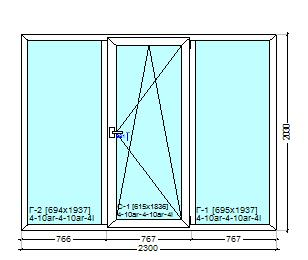 Г-2 [694x1937]
4-10ar-4-10ar-4I
С-1 [615x1836]
4-10ar-4-10ar-4I
Г-1 [695x1937]
4-10ar-4-10ar-4I
2000
766
767
767
2300